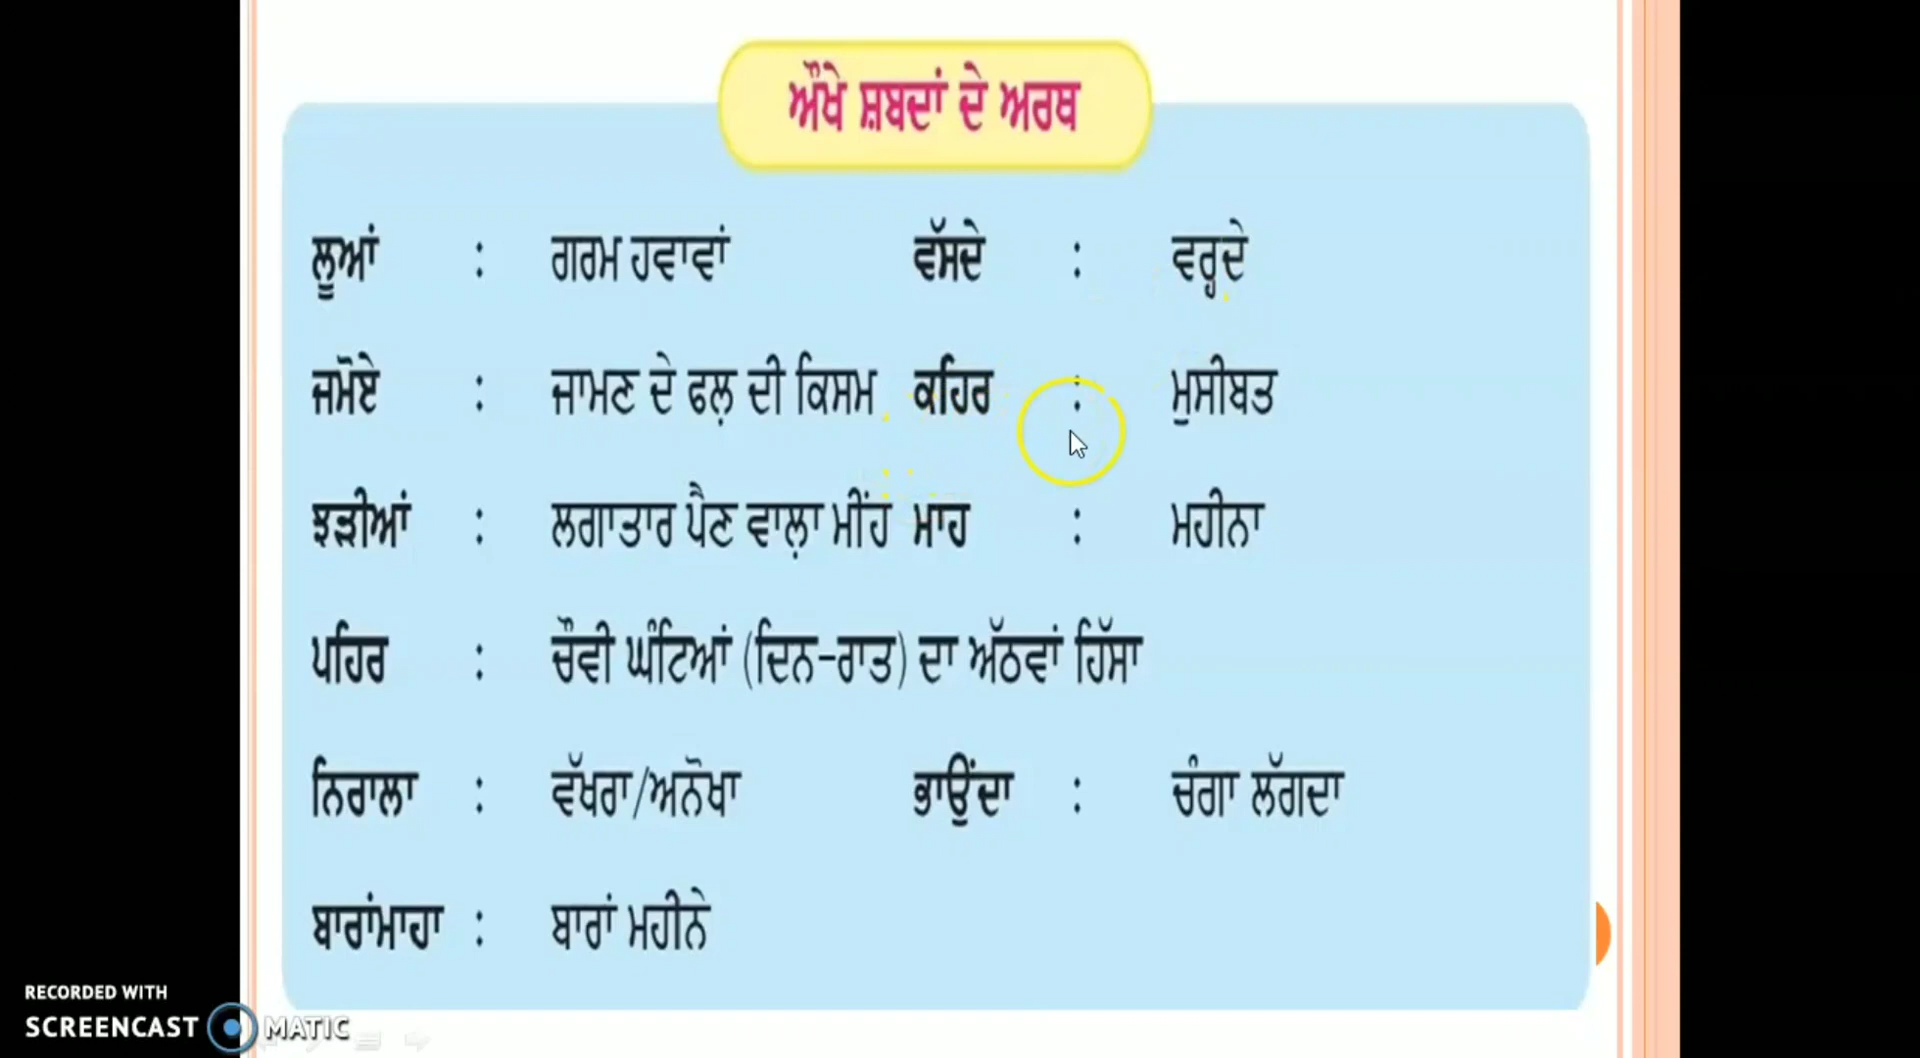 ਔਖੇ ਸ਼ਬਦਾਂ ਦੇ ਅਰਥ
ਲੂਆਂ : ਗਰਮ ਹਵਾਵਾਂ ਵੱਸਦੇ : ਵਰ੍ਹਦੇ
ਜਮੋਏ : ਜਾਮਣ ਦੇ ਫਲ਼ ਦੀ ਕਿਸਮ ਕਹਿਰ : ਮੁਸੀਬਤ
ਝੜੀਆਂ : ਲਗਾਤਾਰ ਪੈਣ ਵਾਲ਼ਾ ਮੀਂਹ ਮਾਹ : ਮਹੀਨਾ
ਪਹਿਰ : ਚੌਵੀ ਘੰਟਿਆਂ (ਦਿਨ-ਰਾਤ) ਦਾ ਅੱਠਵਾਂ ਹਿੱਸਾ
ਨਿਰਾਲਾ : ਵੱਖਰਾ/ਅਨੋਖਾ ਭਾਉਂਦਾ : ਚੰਗਾ ਲੱਗਦਾ
ਬਾਰਾਂਮਾਹਾ : ਬਾਰਾਂ ਮਹੀਨੇ
RECORDED WITH
SCREENCAST MATIC